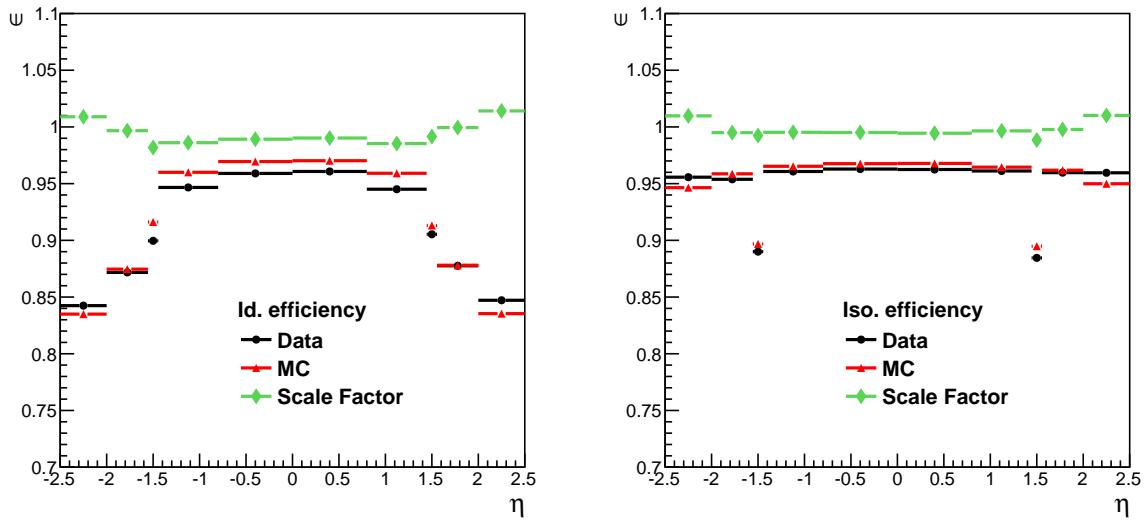 ∈ 1.1
1.05
1
0.95
0.9
0.85
0.8
0.75
0.7
Id. efficiency
Data
MC
Scale Factor
-2.5 -2 -1.5 -1 -0.5 0 0.5 1 1.5 2 2.5
η
∈ 1.1
1.05
1
0.95
0.9
0.85
0.8
0.75
0.7
Iso. efficiency
Data
MC
Scale Factor
-2.5 -2 -1.5 -1 -0.5 0 0.5 1 1.5 2 2.5
η